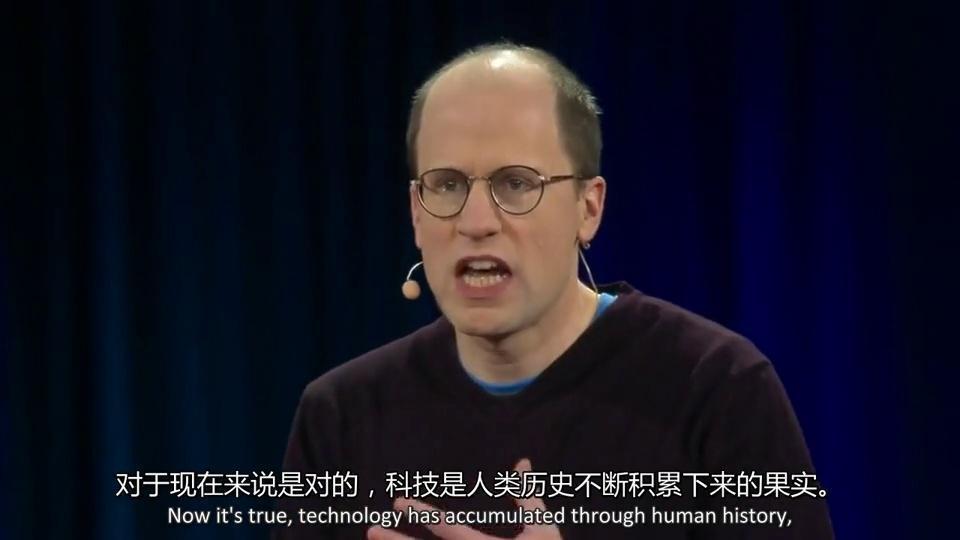 对于现在来说是对的，科技是人类历史不断积累下来的果实。
Now it's true, technology has accumulated through human history,